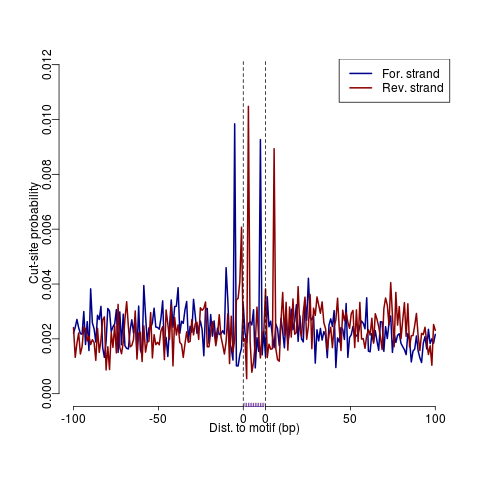 For. strand
Rev. strand
Cut-site probability
0.012
0.010
0.008
0.006
0.004
0.002
0.000
-100 -50 0 0 50 100
Dist. to motif (bp)